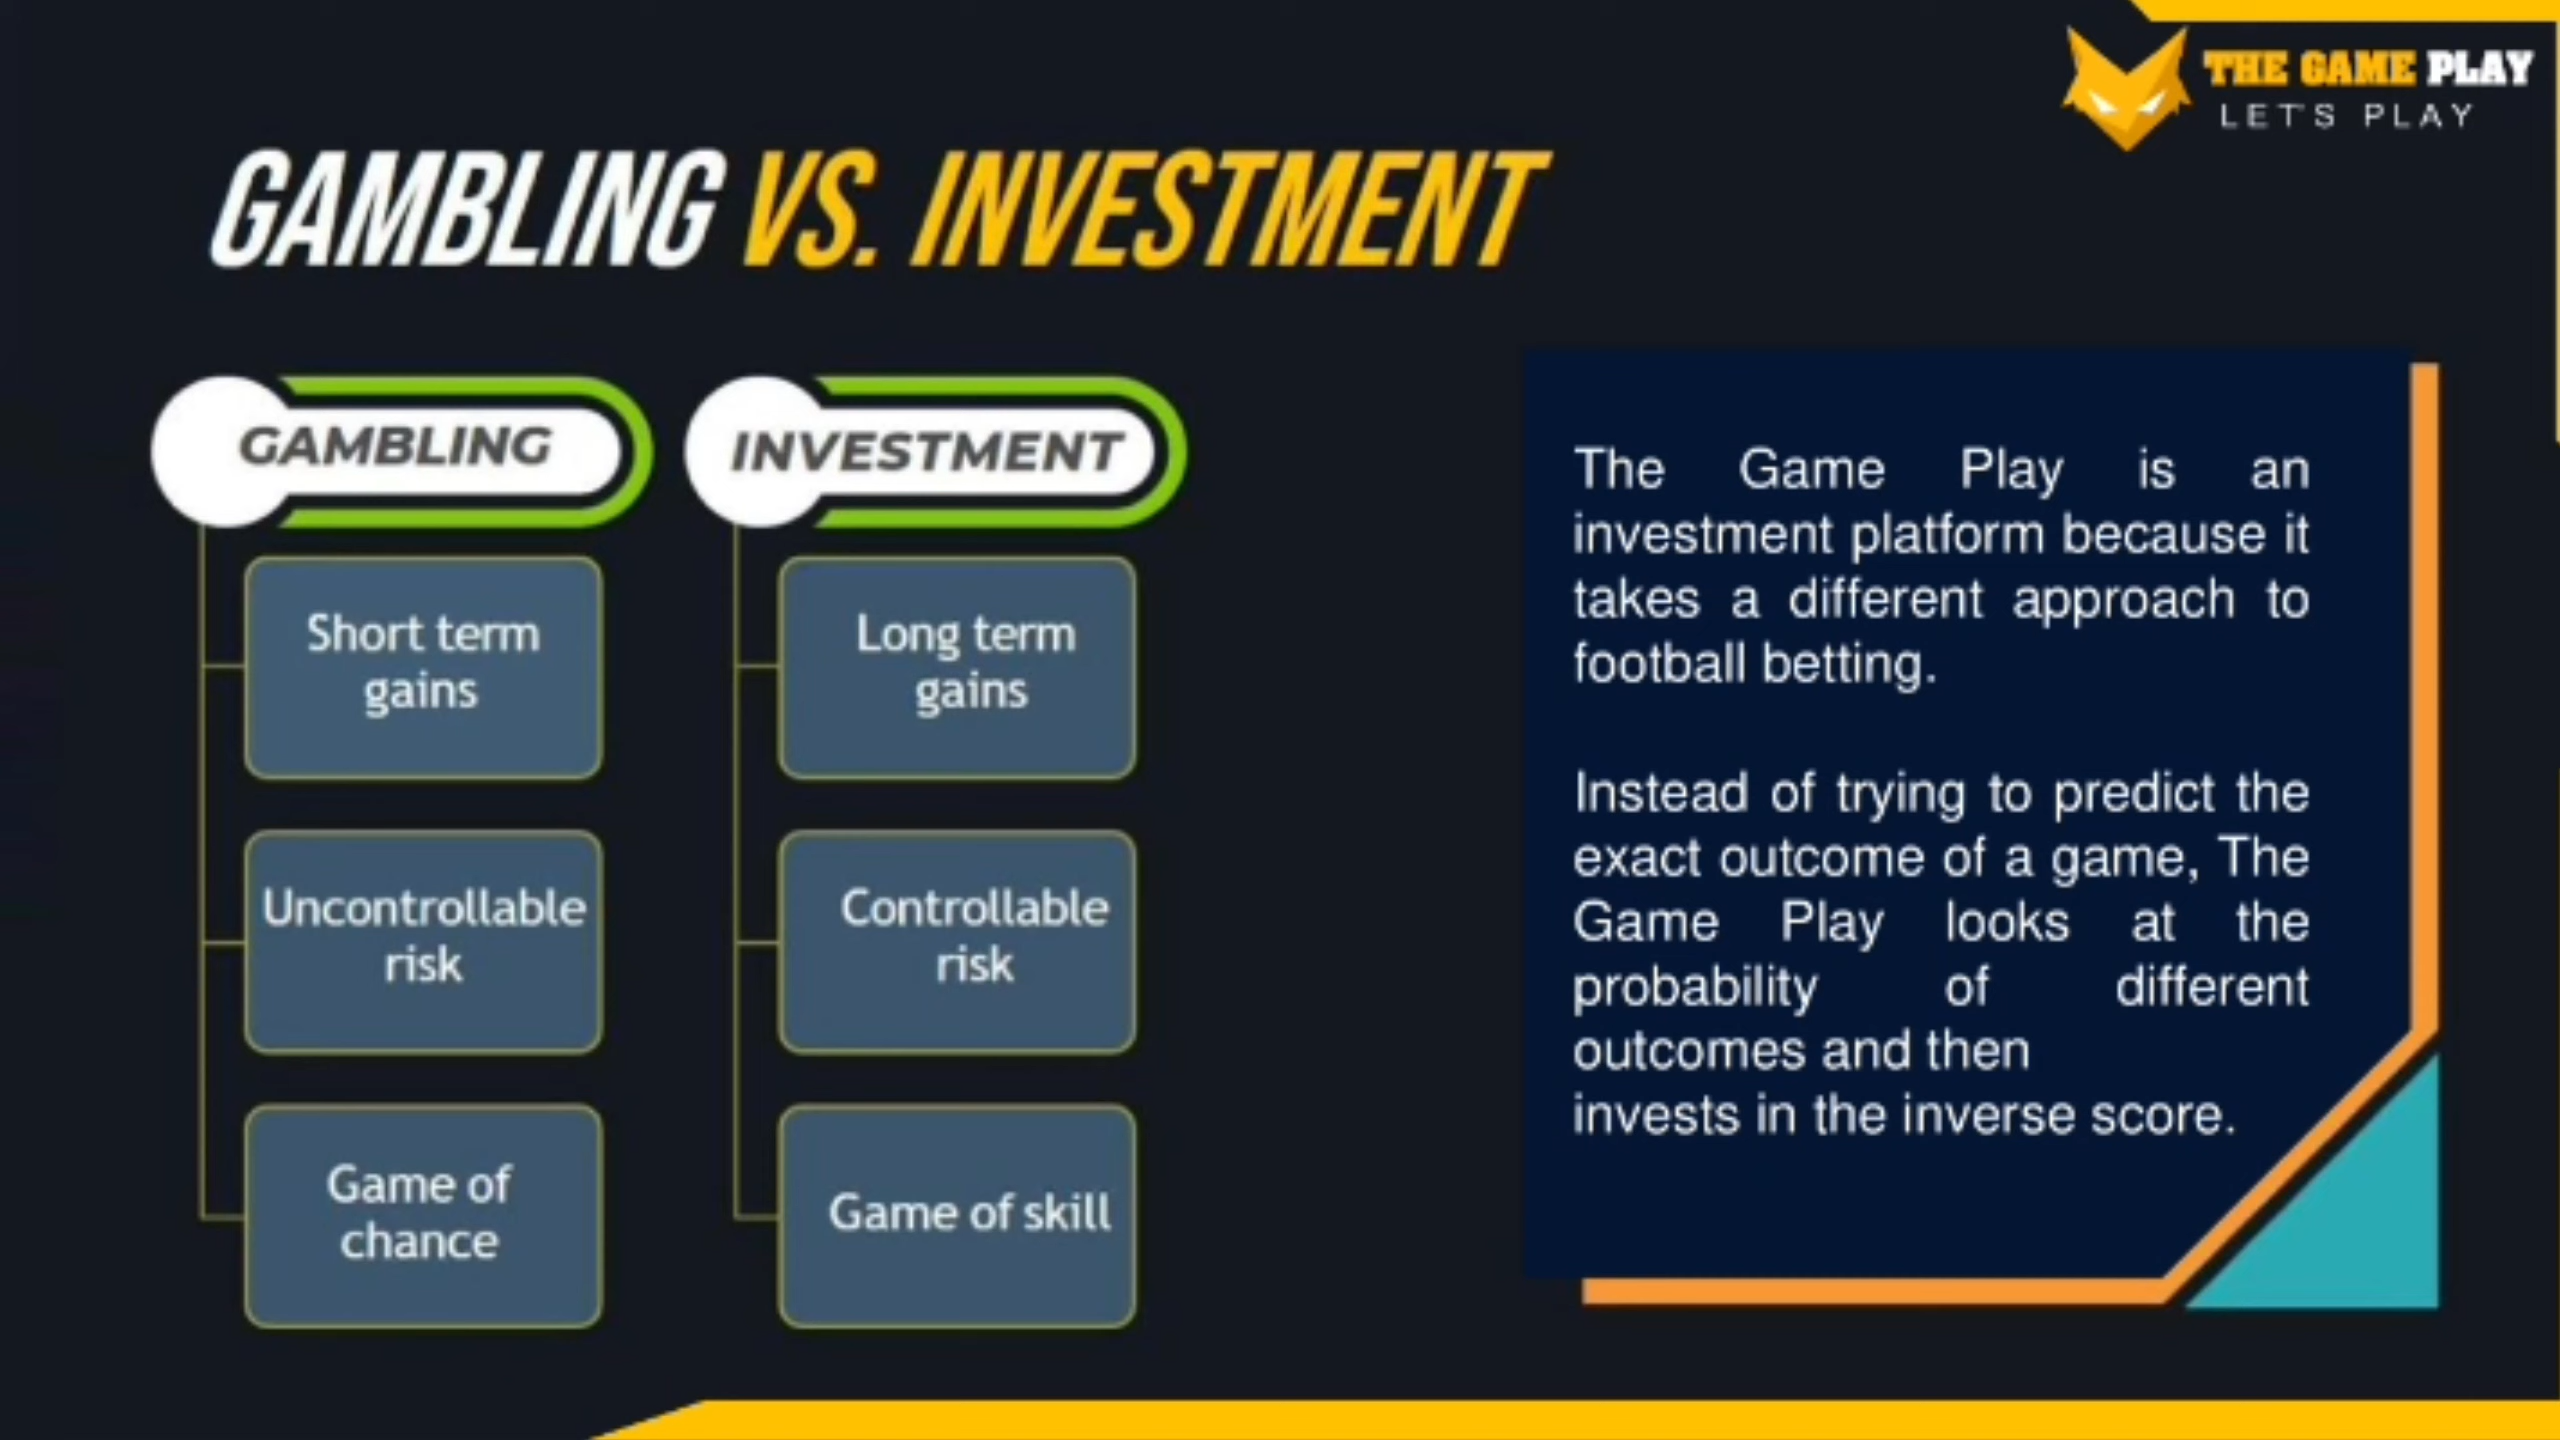 THE GAME PLAY
LET'S PLAY
GAMBLING VS. INVESTMENT
GAMBLING
Short term
gains
Uncontrollable
risk
Game of
chance
INVESTMENT
Long term
gains
Controllable
risk
Game of skill
The Game Play is an
investment platform because it
takes a different approach to
football betting.
Instead of trying to predict the
exact outcome of a game, The
Game Play looks at the
probability of different
outcomes and then
invests in the inverse score.